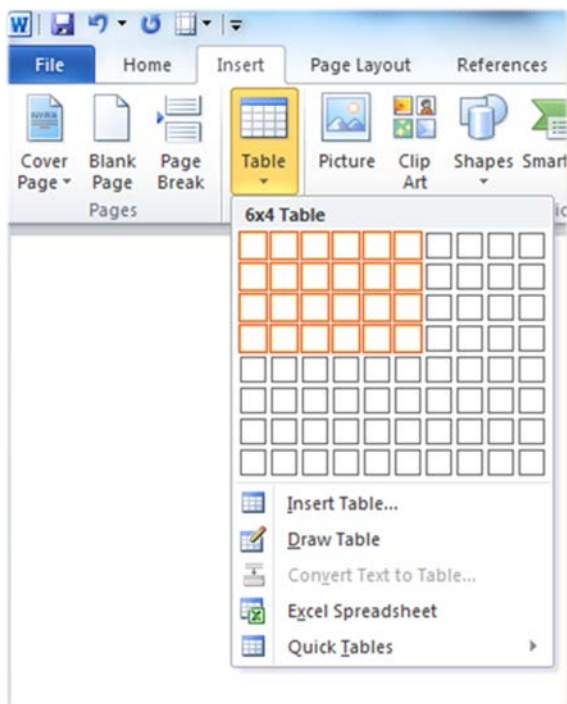 W
File Home Insert Page Layout References
Cover Page Blank Page Page Break Table Picture Clip Art Shapes Smart
Pages
6x4 Table
Insert Table...
Draw Table
Convert Text to Table...
Excel Spreadsheet
Quick Tables